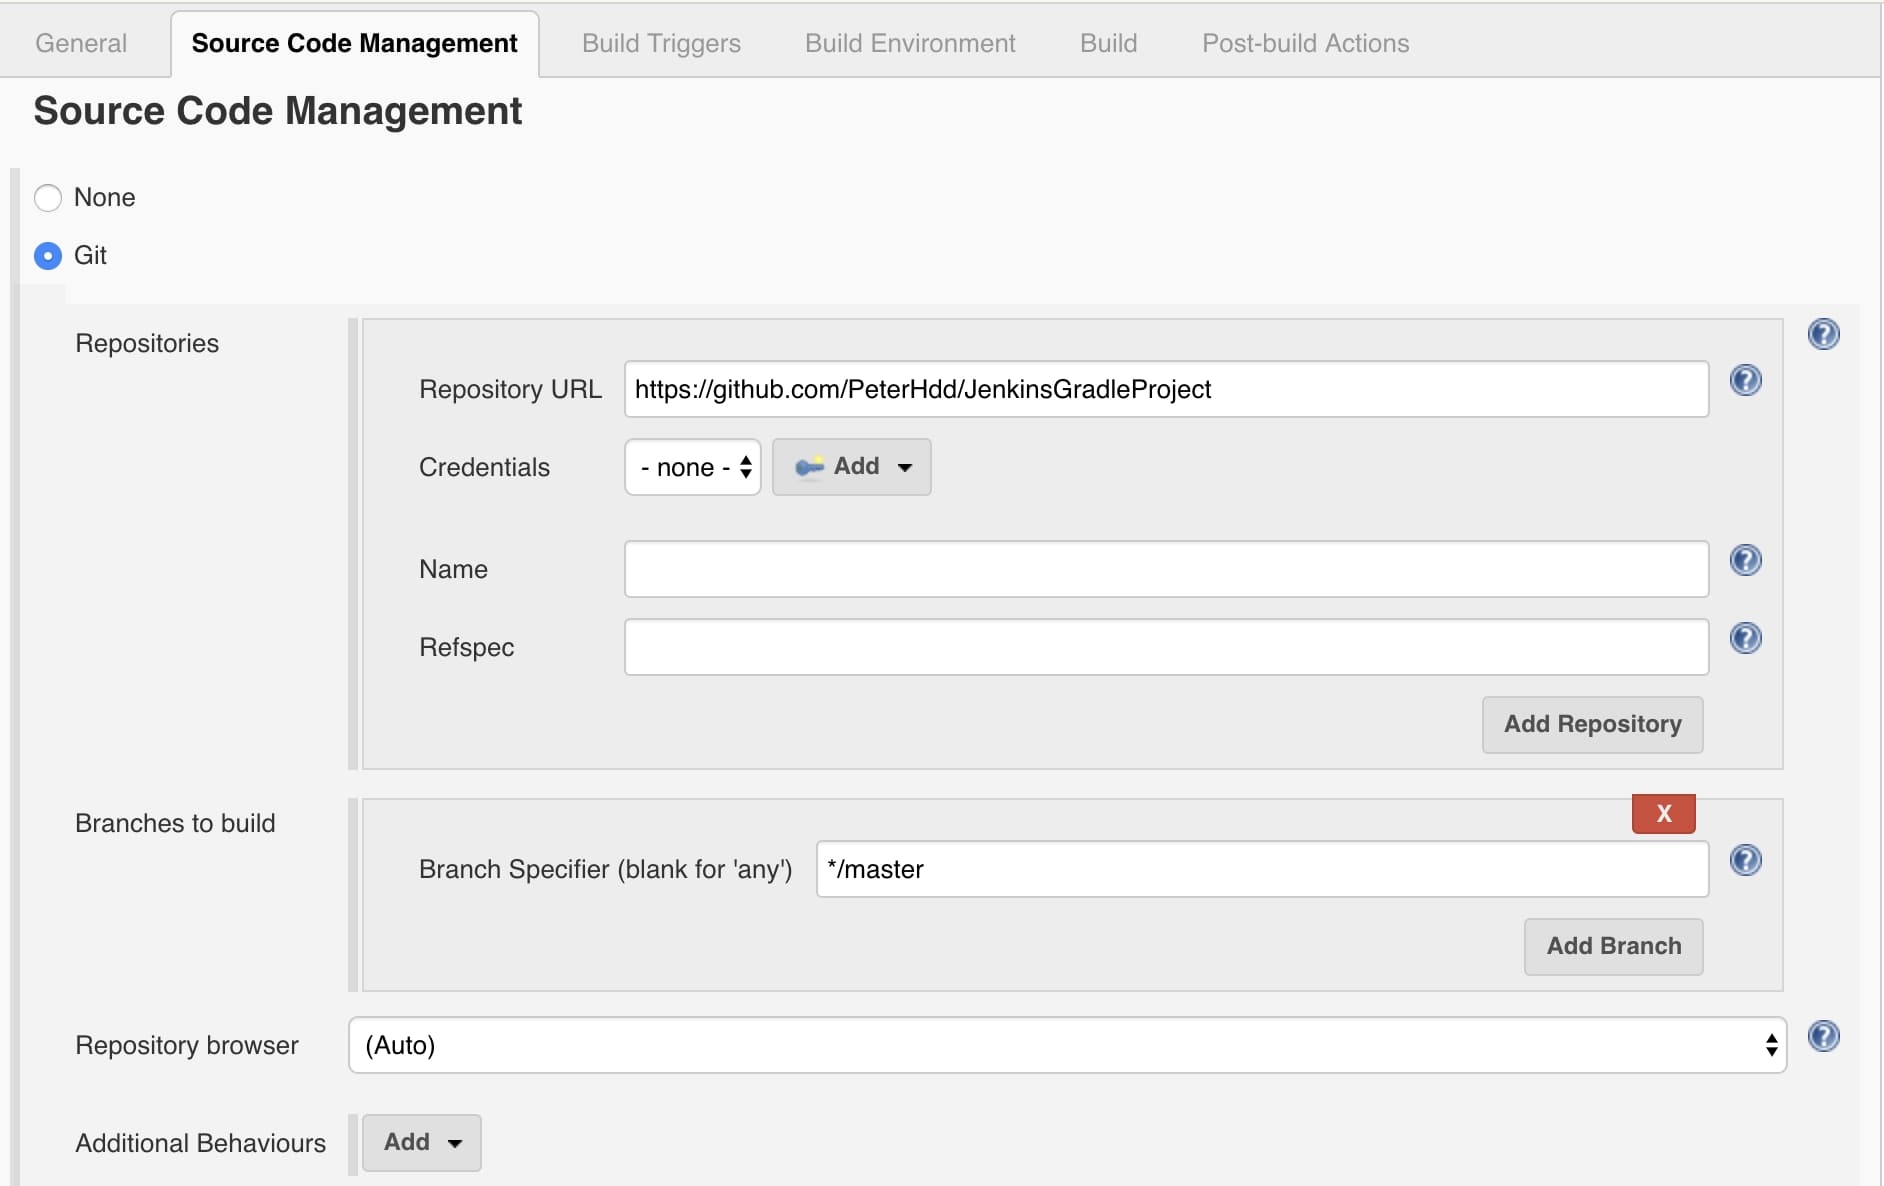 General Source Code Management Build Triggers Build Environment Build Post-build Actions
Source Code Management
None
Git
Repositories
Repository URL https://github.com/PeterHdd/JenkinsGradleProject
Credentials - none - Add
Name
Refspec
Add Repository
Branches to build
X
Branch Specifier (blank for 'any') */master
Add Branch
Repository browser (Auto)
Additional Behaviours Add